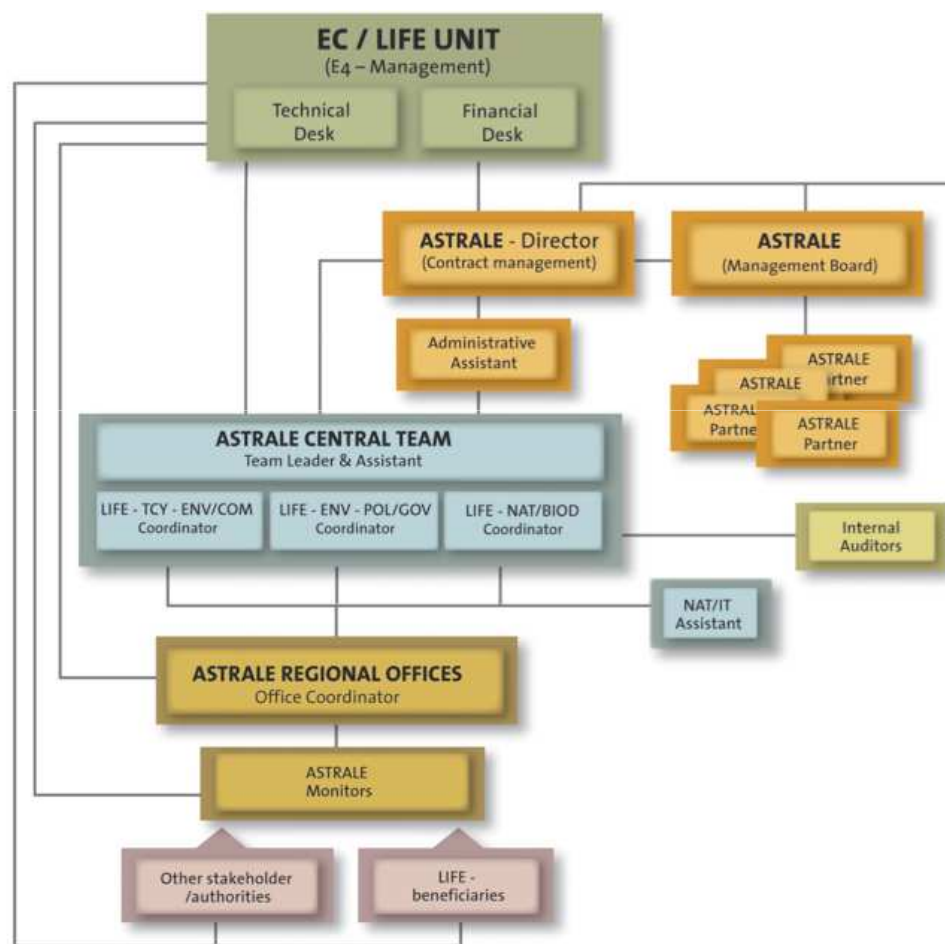 EC / LIFE UNIT
(E4 – Management)
Technical
Desk
Financial
Desk
ASTRALE - Director
(Contract management)
ASTRALE
(Management Board)
Administrative
Assistant
ASTRALE
rtner
ASTRALE
ASTRAL
Partne
ASTRALE
Partner
ASTRALE CENTRAL TEAM
Team Leader & Assistant
LIFE - TCY - ENV/COM
Coordinator
LIFE - ENV - POL/GOV
Coordinator
LIFE - NAT/BIOD
Coordinator
Internal
Auditors
NAT/IT
Assistant
ASTRALE REGIONAL OFFICES
Office Coordinator
ASTRALE
Monitors
Other stakeholder
/authorities
LIFE -
beneficiaries